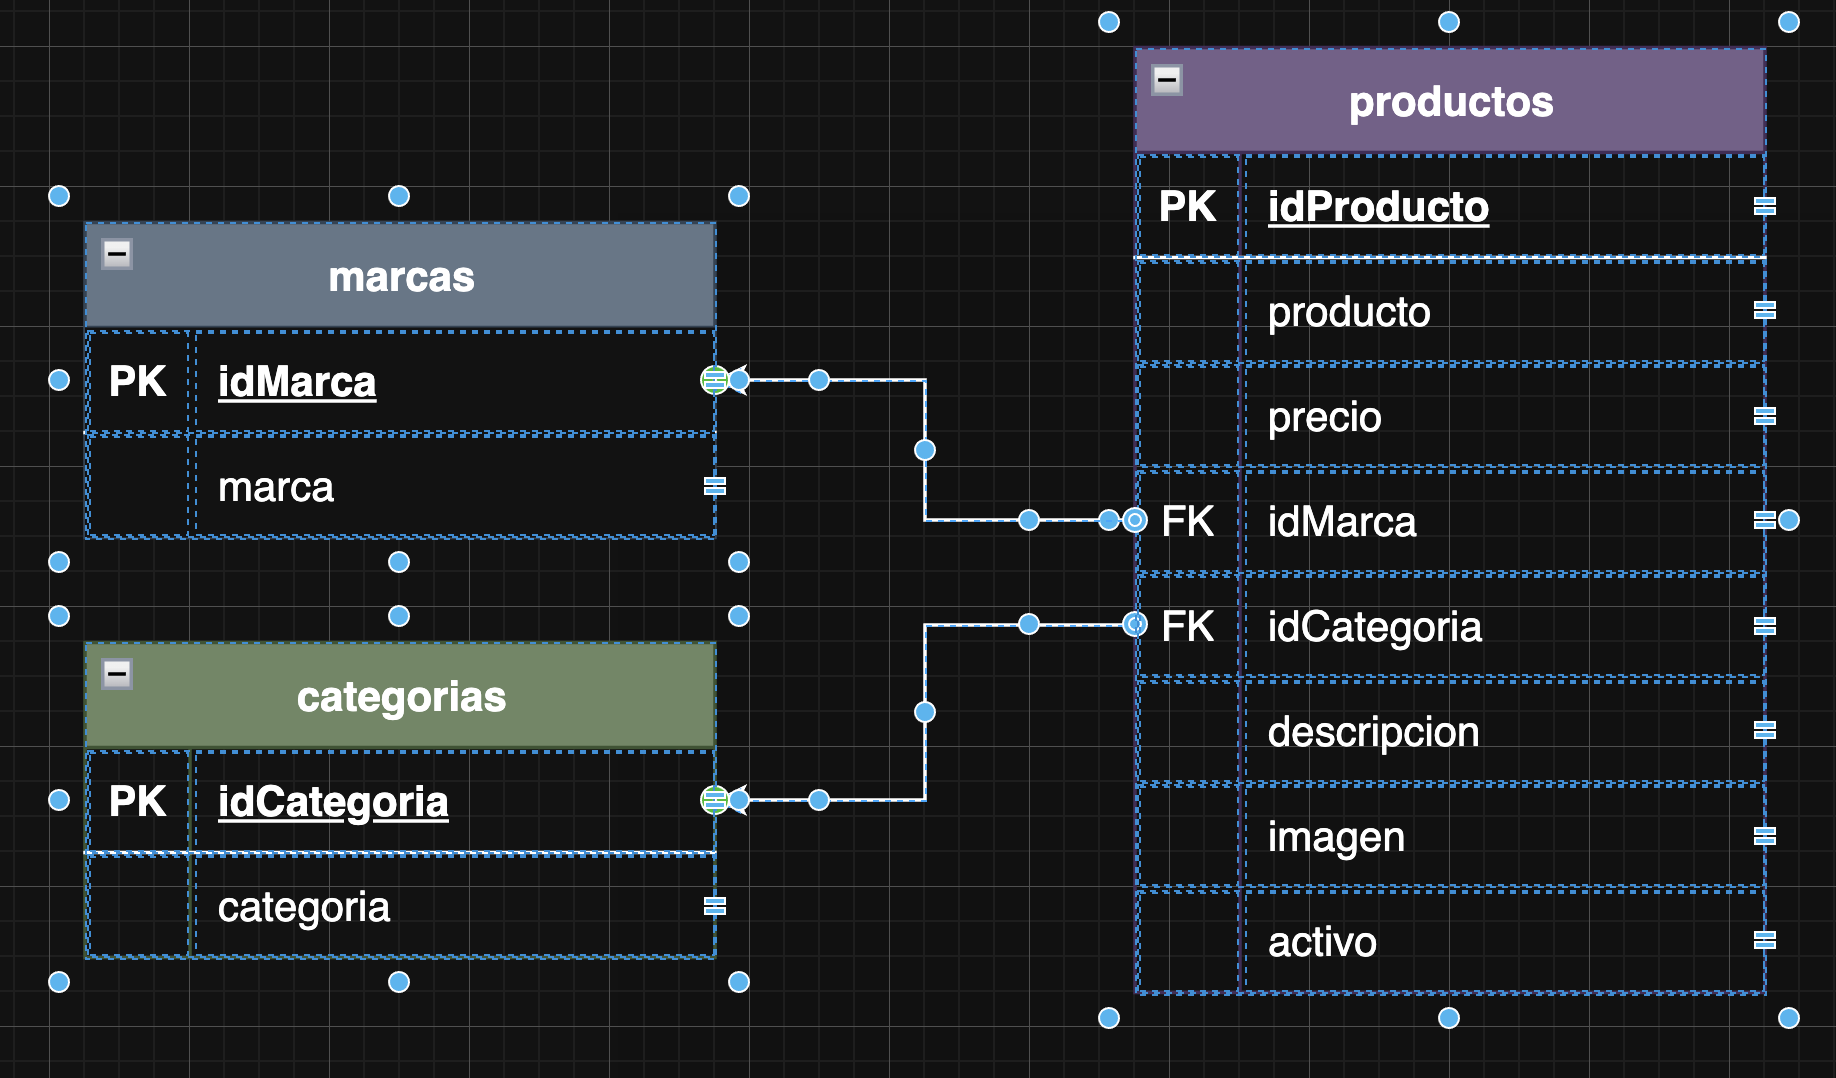 marcas
PK idMarca
marca
categorias
PK idCategoria
categoria
productos
PK idProducto
producto
precio
FK idMarca
FK idCategoria
descripcion
imagen
activo